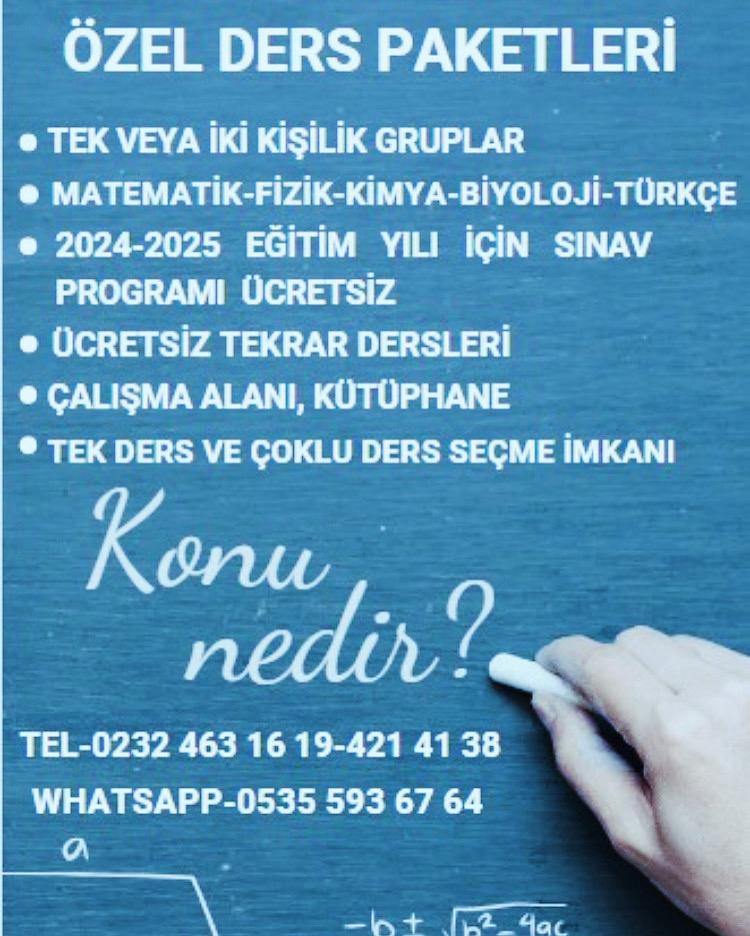 ÖZEL DERS PAKETLERİ
• TEK VEYA İKİ KİŞİLİK GRUPLAR
• MATEMATİK-FİZİK-KİMYA-BİYOLOJİ-TÜRKÇE
• 2024-2025 EĞİTİM YILI İÇİN SINAV
PROGRAMI ÜCRETSİZ
• ÜCRETSİZ TEKRAR DERSLERİ
• ÇALIŞMA ALANI, KÜTÜPHANE
• TEK DERS VE ÇOKLU DERS SEÇME İMKANI
Konu
nedir?
TEL-0232 463 16 19-421 41 38
WHATSAPP-0535 593 67 64
a
-b ± √b²-4ac